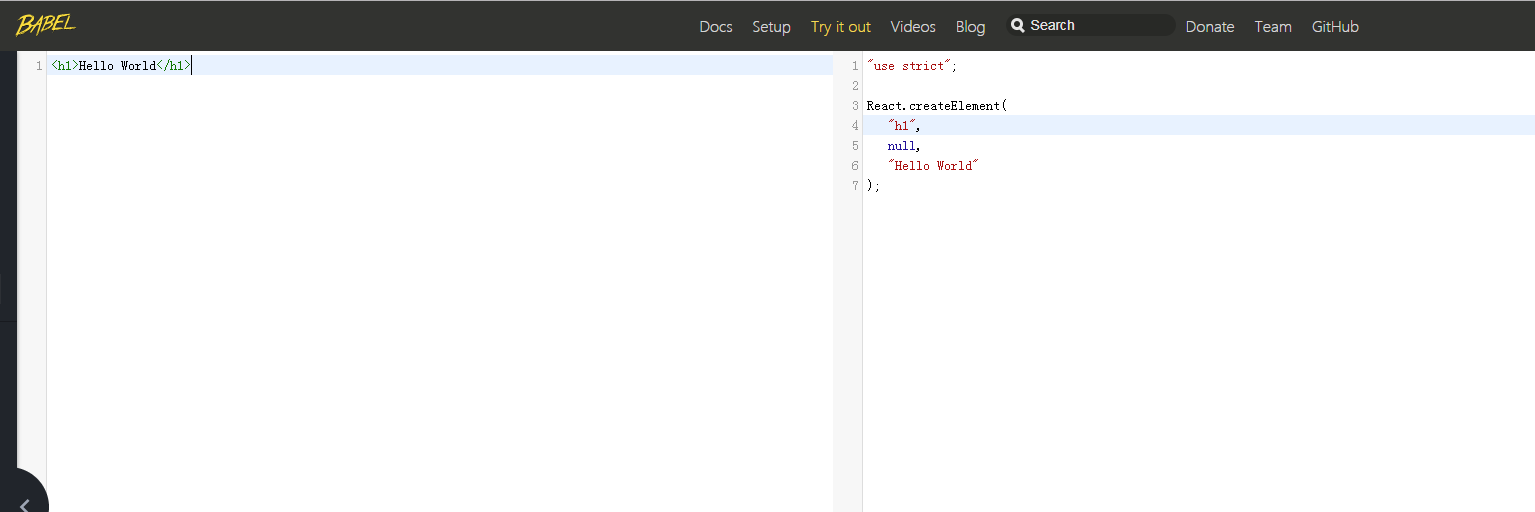 BABEL
Docs Setup Try it out Videos Blog Search Donate Team GitHub
1 <h1>Hello World</h1>
1 "use strict";
2
3 React.createElement(
4 "h1",
5 null,
6 "Hello World"
7 );